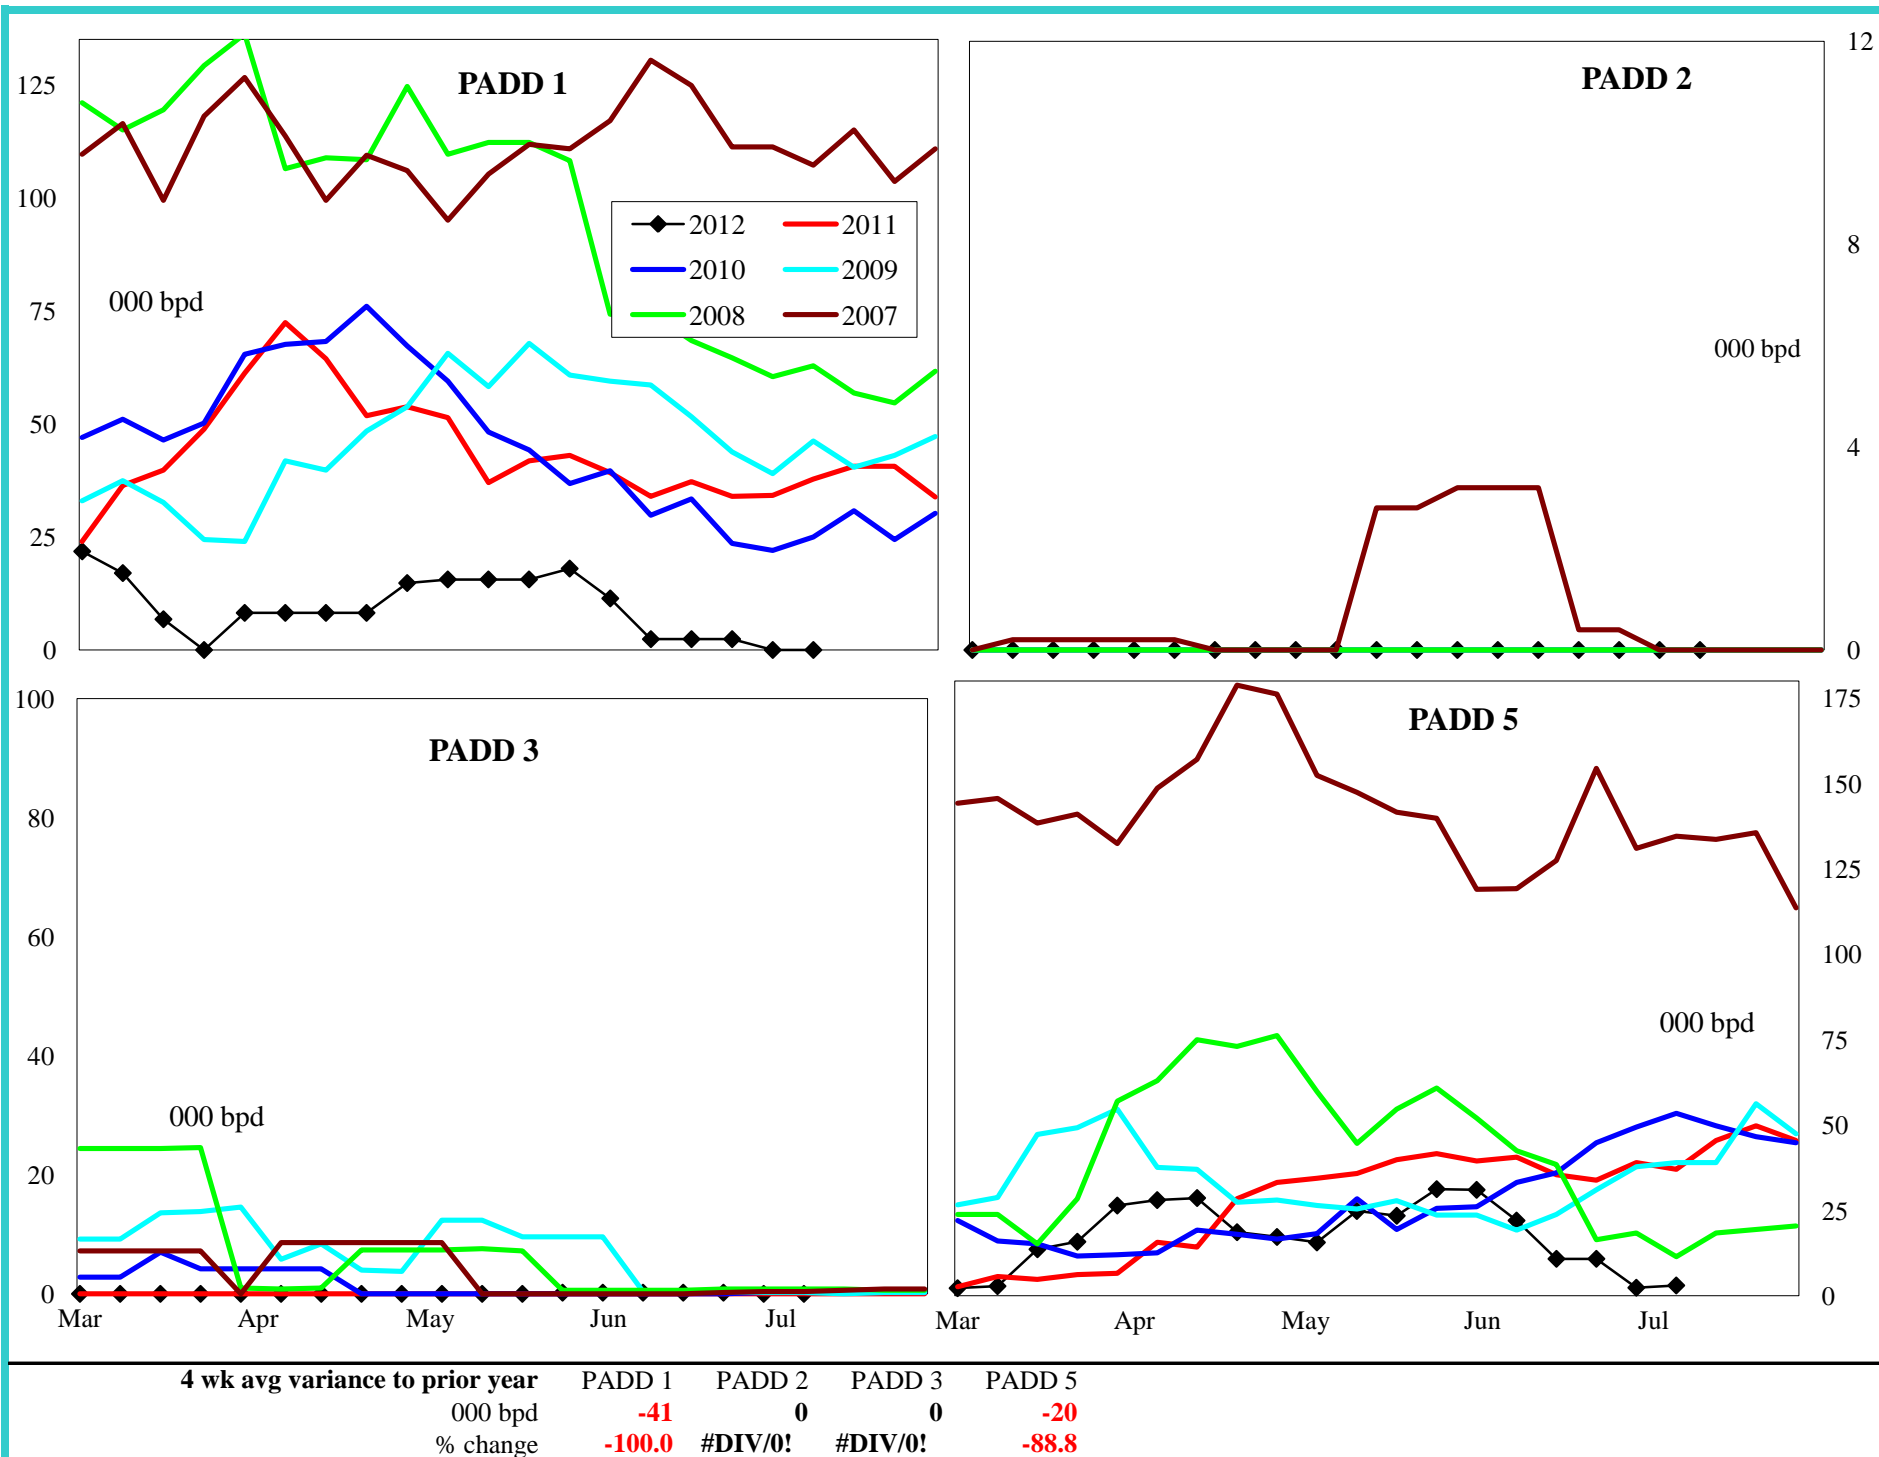 PADD 1
125
100
75
50
25
0
000 bpd
2012 2011
2010 2009
2008 2007
PADD 2
12
8
4
0
000 bpd
PADD 3
100
80
60
40
20
0
000 bpd
Mar Apr May Jun Jul
PADD 5
175
150
125
100
75
50
25
0
000 bpd
Mar Apr May Jun Jul
4 wk avg variance to prior year PADD 1 PADD 2 PADD 3 PADD 5
000 bpd -41 0 0 -20
% change -100.0 #DIV/0! #DIV/0! -88.8